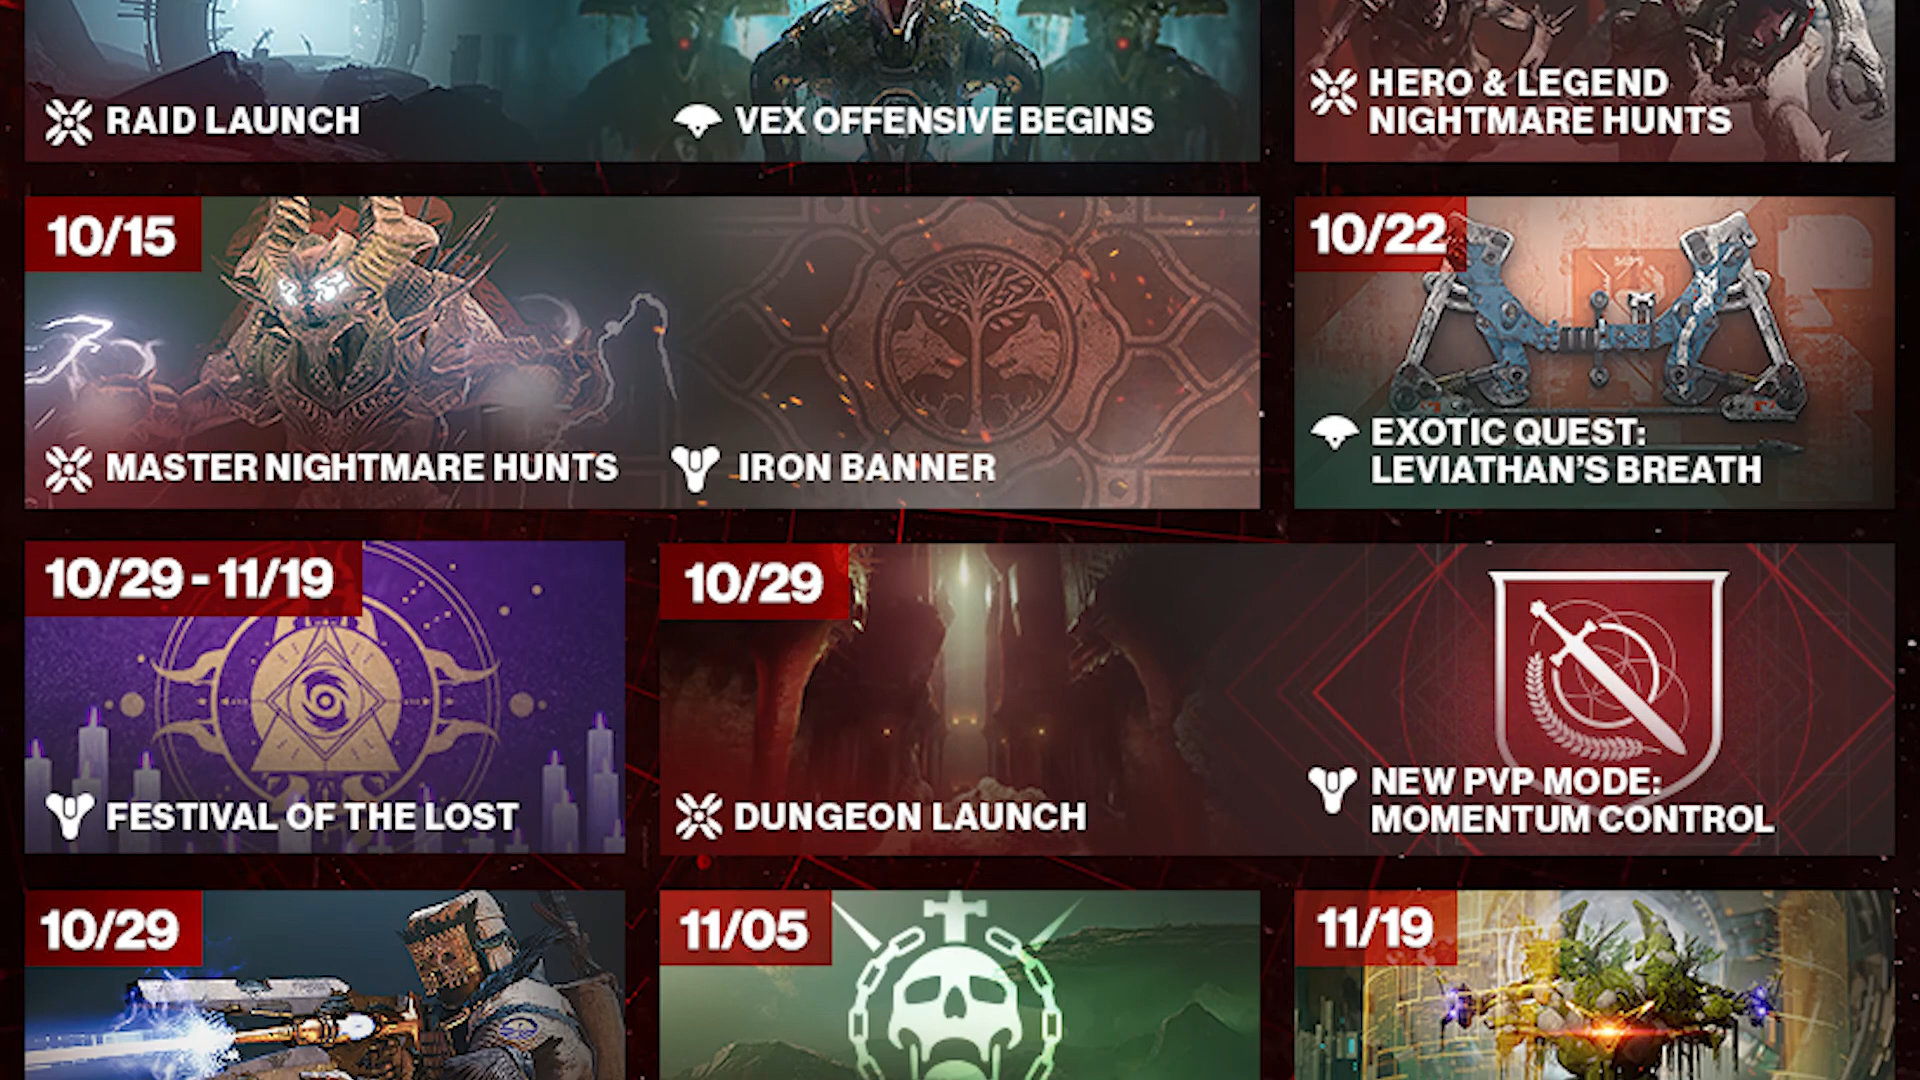 RAID LAUNCH
VEX OFFENSIVE BEGINS
HERO & LEGEND
NIGHTMARE HUNTS
10/15
MASTER NIGHTMARE HUNTS
IRON BANNER
10/22
EXOTIC QUEST:
LEVIATHAN'S BREATH
10/29 - 11/19
FESTIVAL OF THE LOST
10/29
DUNGEON LAUNCH
NEW PVP MODE:
MOMENTUM CONTROL
10/29
11/05
11/19